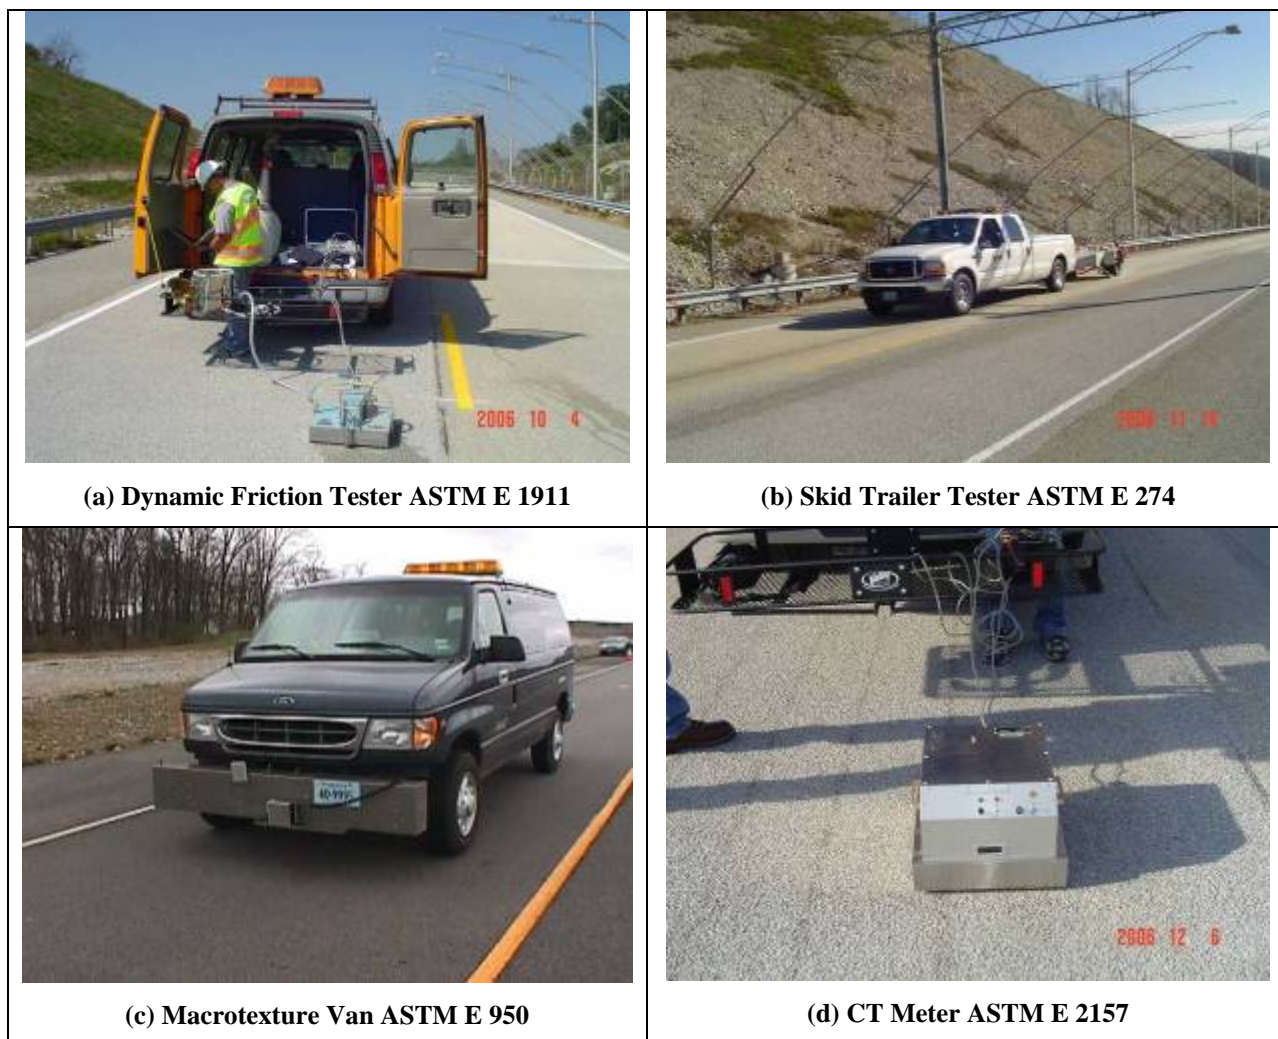 2006 10 4
(a) Dynamic Friction Tester ASTM E 1911
(b) Skid Trailer Tester ASTM E 274
(c) Macrotexture Van ASTM E 950
2006 12 6
(d) CT Meter ASTM E 2157